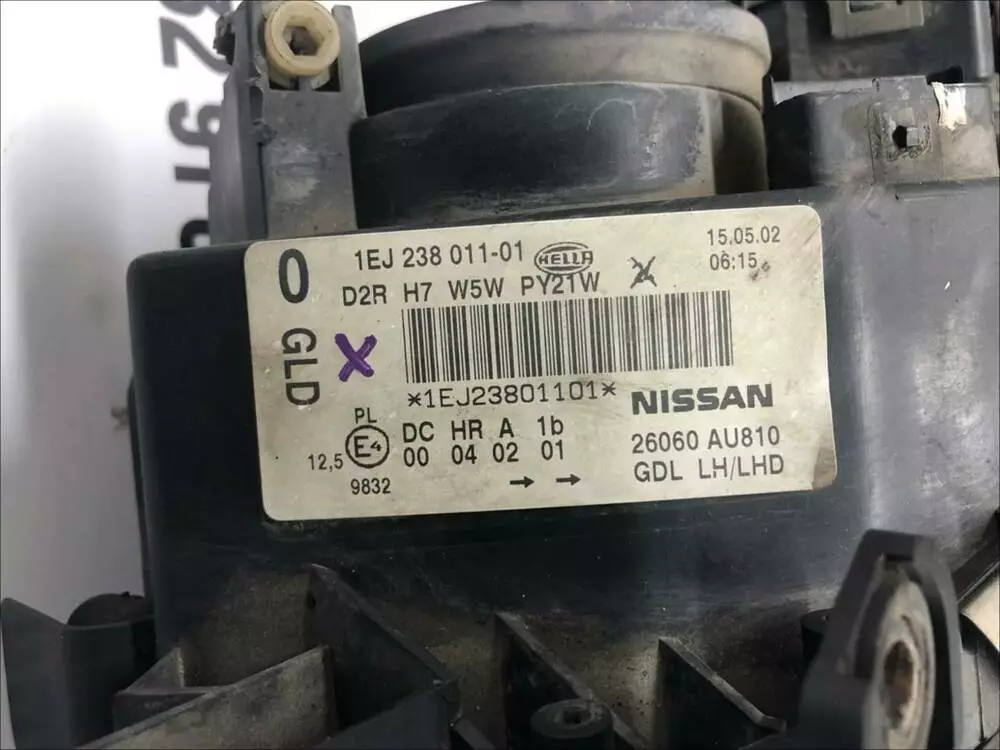 0
1EJ 238 011-01 HELLA
15.05.02
D2R H7 W5W PY21W
06:15
GLD
X
*1EJ23801101*
NISSAN
PL
DC HR A 1b
26060 AU810
12,5 E4
00 04 02 01
GDL LH/LHD
9832
→ →